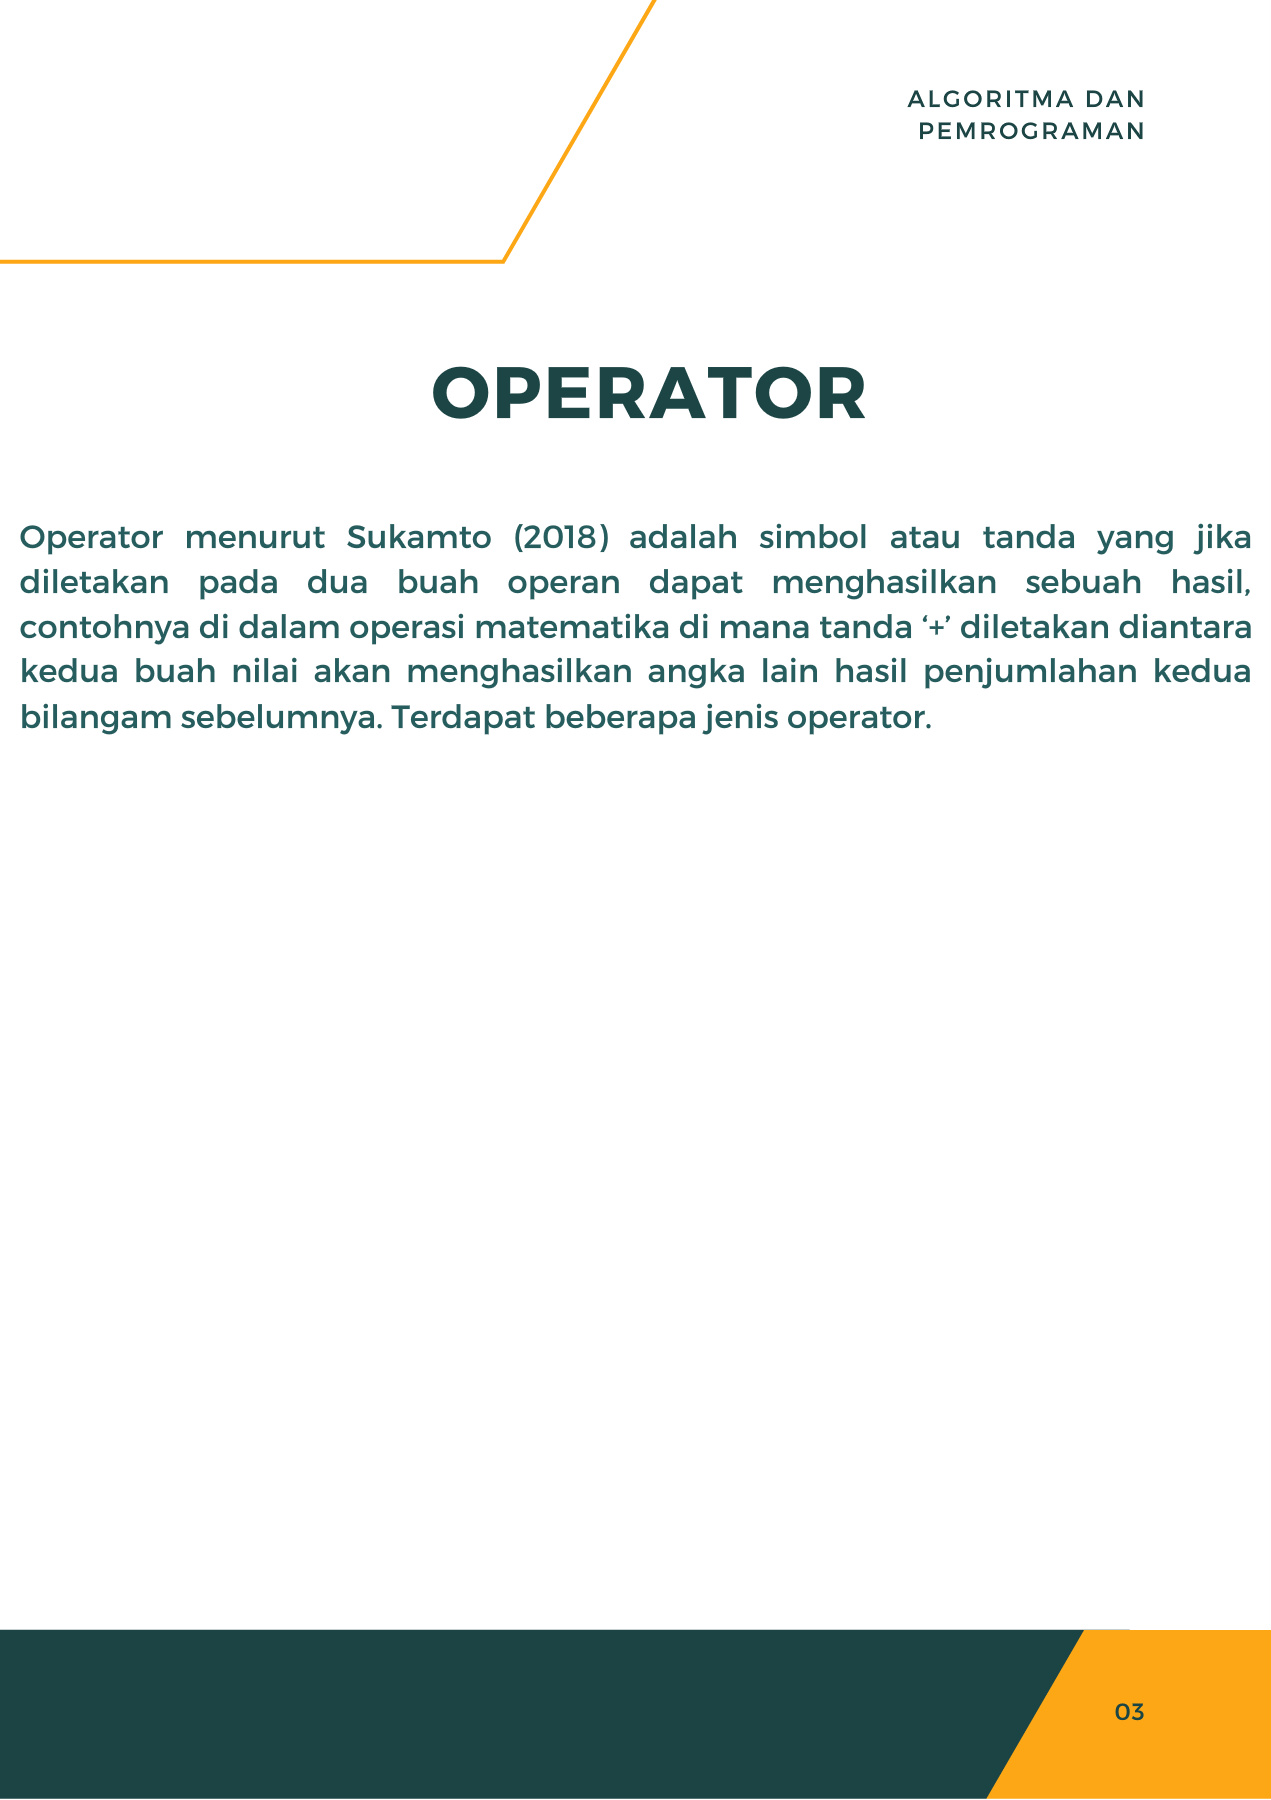 ALGORITMA DAN
PEMROGRAMAN
OPERATOR
Operator menurut Sukamto (2018) adalah simbol atau tanda yang jika
diletakan pada dua buah operan dapat menghasilkan sebuah hasil,
contohnya di dalam operasi matematika di mana tanda ‘+’ diletakan diantara
kedua buah nilai akan menghasilkan angka lain hasil penjumlahan kedua
bilangam sebelumnya. Terdapat beberapa jenis operator.
03